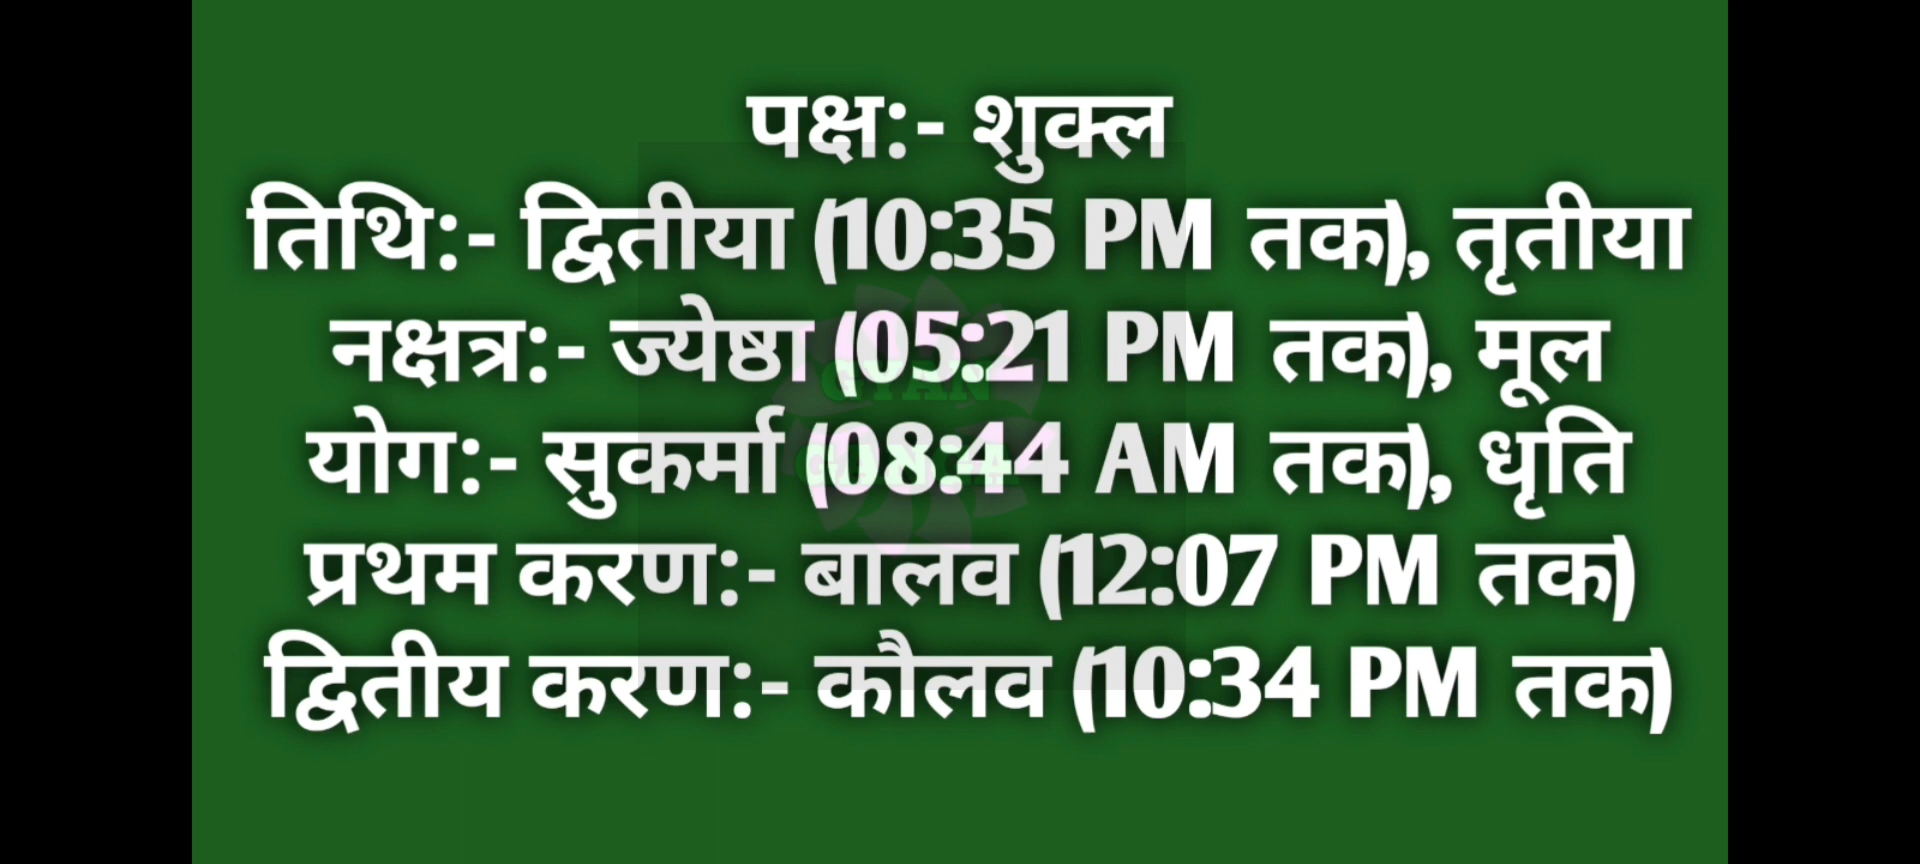 पक्ष:- शुक्ल
तिथि:- द्वितीया (10:35 PM तक), तृतीया
नक्षत्र:- ज्येष्ठा (05:21 PM तक), मूल
योग:- सुकर्मा (08:44 AM तक), धृति
प्रथम करण:- बालव (12:07 PM तक)
द्वितीय करण:- कौलव (10:34 PM तक)
GYAN